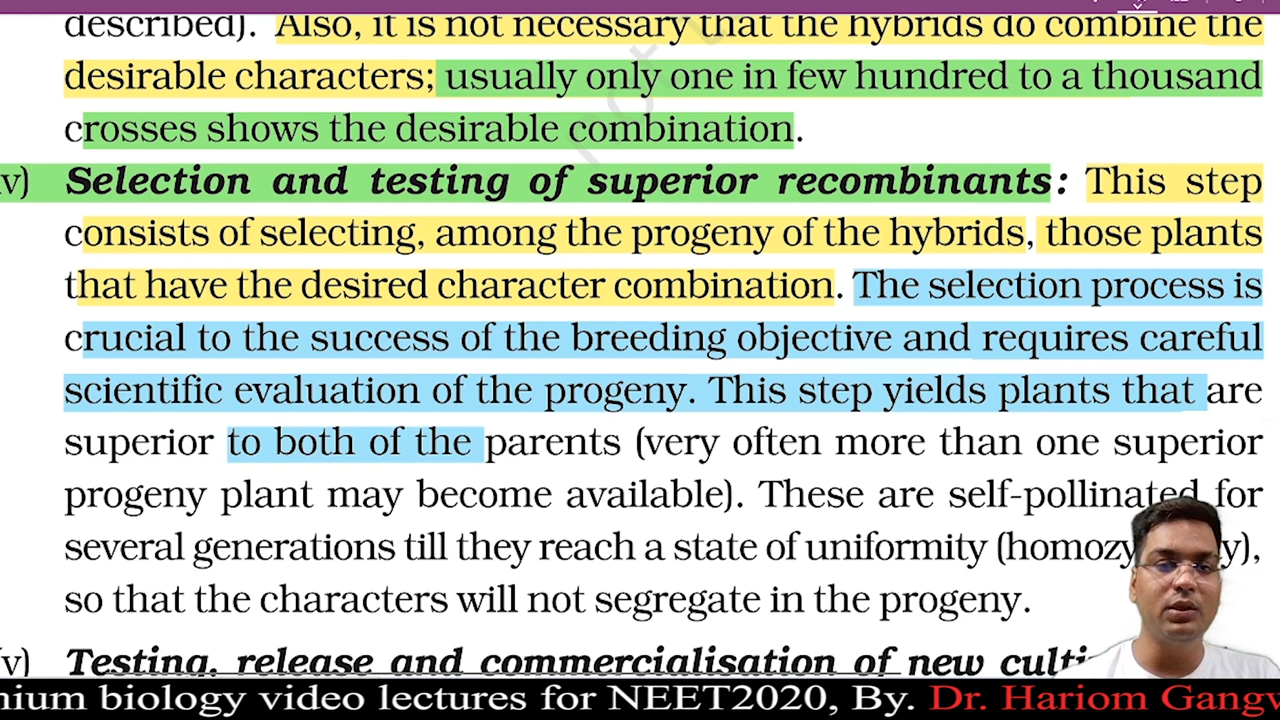 described). Also, it is not necessary that the hybrids do combine the
desirable characters; usually only one in few hundred to a thousand
crosses shows the desirable combination.
v) Selection and testing of superior recombinants: This step
consists of selecting, among the progeny of the hybrids, those plants
that have the desired character combination. The selection process is
crucial to the success of the breeding objective and requires careful
scientific evaluation of the progeny. This step yields plants that are
superior to both of the parents (very often more than one superior
progeny plant may become available). These are self-pollinated for
several generations till they reach a state of uniformity (homozy y),
so that the characters will not segregate in the progeny.
(v) Testing, release and commercialisation of new culti
nium biology video lectures for NEET2020, By. Dr. Hariom Gangw